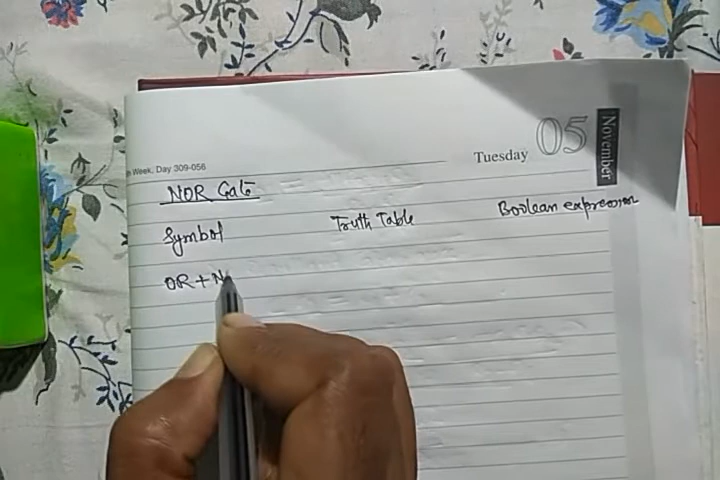 Week, Day 309-056
Tuesday 05 November
NOR Gate
Symbol Truth Table Boolean expression
OR + N